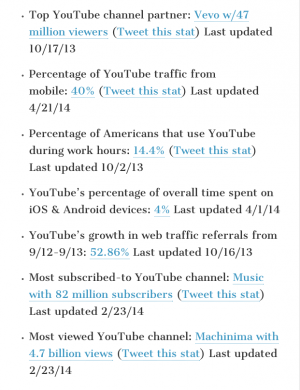 Top YouTube channel partner: Vevo w/47
million viewers (Tweet this stat) Last updated
10/17/13
Percentage of YouTube traffic from
mobile: 40% (Tweet this stat) Last updated
4/21/14
Percentage of Americans that use YouTube
during work hours: 14.4% (Tweet this stat)
Last updated 10/2/13
YouTube's percentage of overall time spent on
iOS & Android devices: 4% Last updated 4/1/14
YouTube's growth in web traffic referrals from
9/12-9/13: 52.86% Last updated 10/16/13
Most subscribed-to YouTube channel: Music
with 82 million subscribers (Tweet this stat)
Last updated 2/23/14
Most viewed YouTube channel: Machinima with
4.7 billion views (Tweet this stat) Last updated
2/23/14